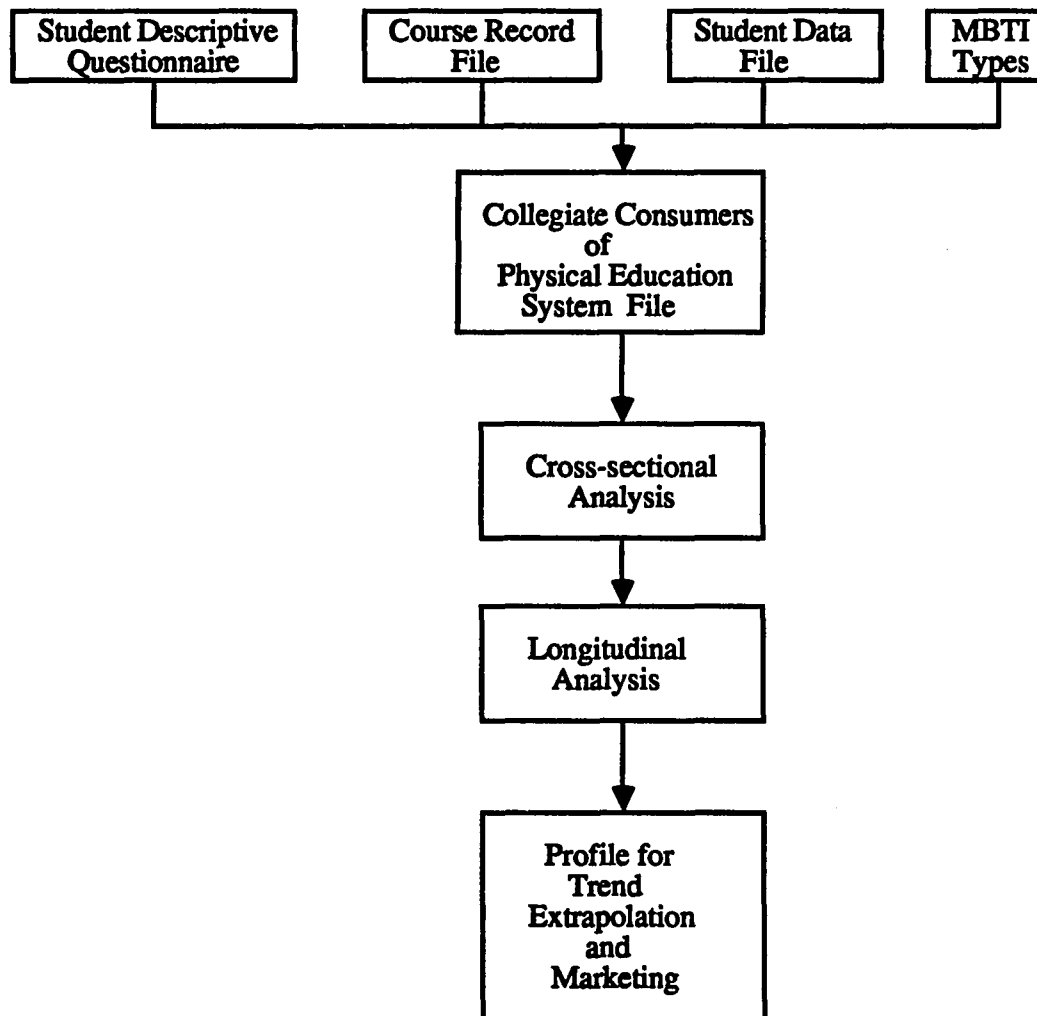 Student Descriptive
Questionnaire
Course Record
File
Student Data
File
MBTI
Types
Collegiate Consumers
of
Physical Education
System File
Cross-sectional
Analysis
Longitudinal
Analysis
Profile for
Trend
Extrapolation
and
Marketing